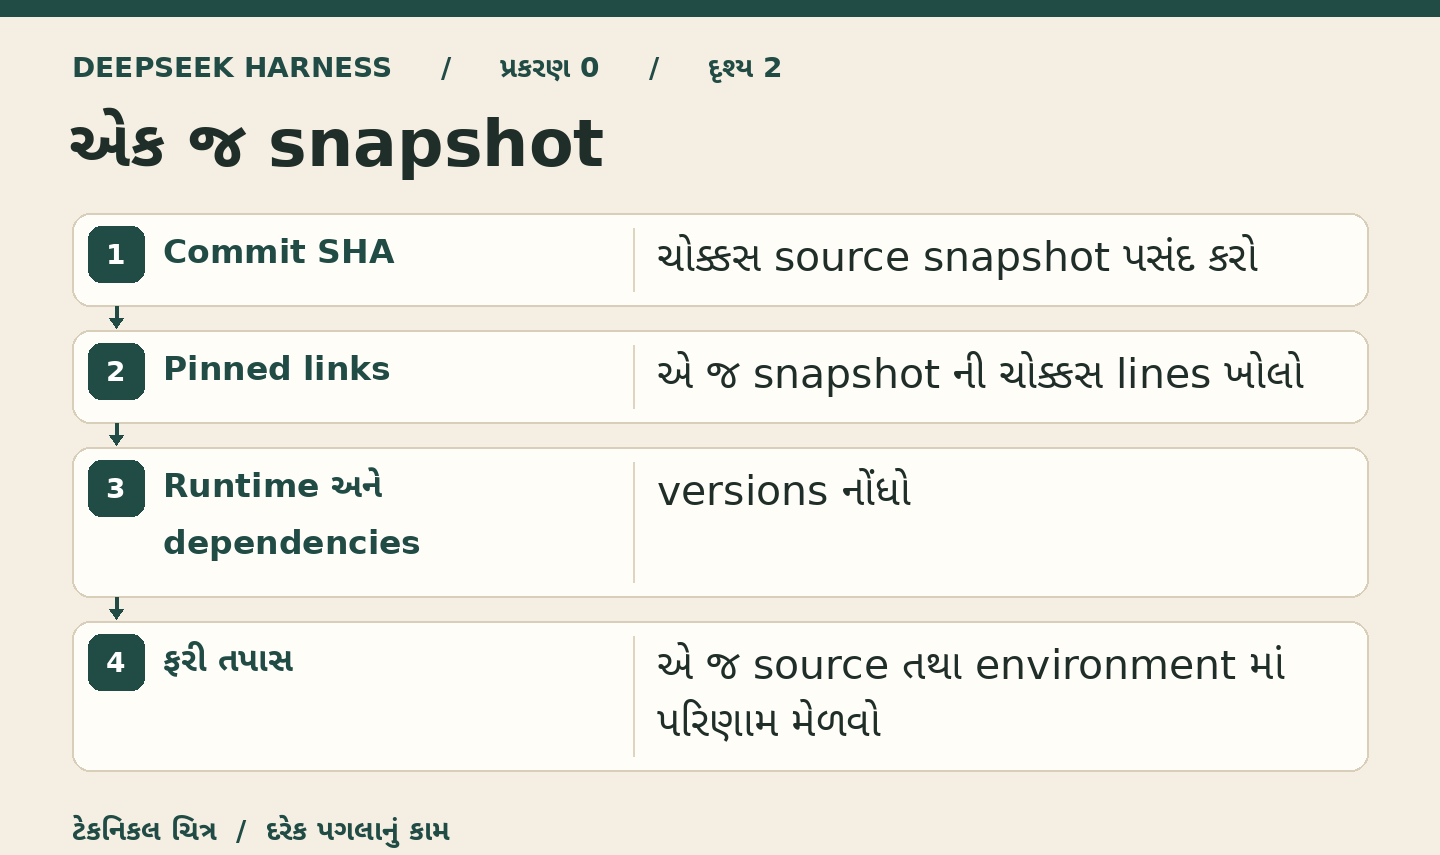 DEEPSEEK HARNESS / પ્રકરણ 0 / દૃશ્ય 2
એક જ snapshot
1 Commit SHA
ચોક્કસ source snapshot પસંદ કરો
2 Pinned links
એ જ snapshot ની ચોક્કસ lines ખોલો
3 Runtime અને
dependencies
versions નોંધો
4 ફરી તપાસ
એ જ source તથા environment માં
પરિણામ મેળવો
ટેકનિકલ ચિત્ર / દરેક પગલાનું કામ